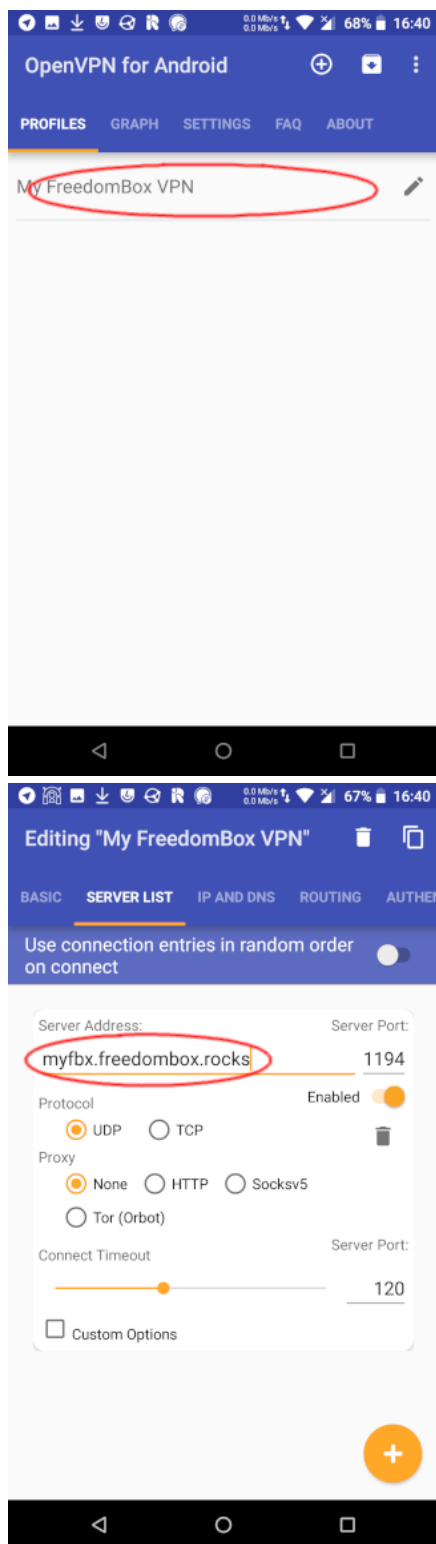 0.0 Mb/s
0.0 Mb/s
68%
16:40
OpenVPN for Android
PROFILES GRAPH SETTINGS FAQ ABOUT
My FreedomBox VPN
0.0 Mb/s
0.0 Mb/s
67%
16:40
Editing "My FreedomBox VPN"
BASIC SERVER LIST IP AND DNS ROUTING AUTHEN
Use connection entries in random order
on connect
Server Address: Server Port:
myfbx.freedombox.rocks 1194
Enabled
Protocol
UDP TCP
Proxy
None HTTP Socksv5
Tor (Orbot)
Server Port:
Connect Timeout
120
Custom Options